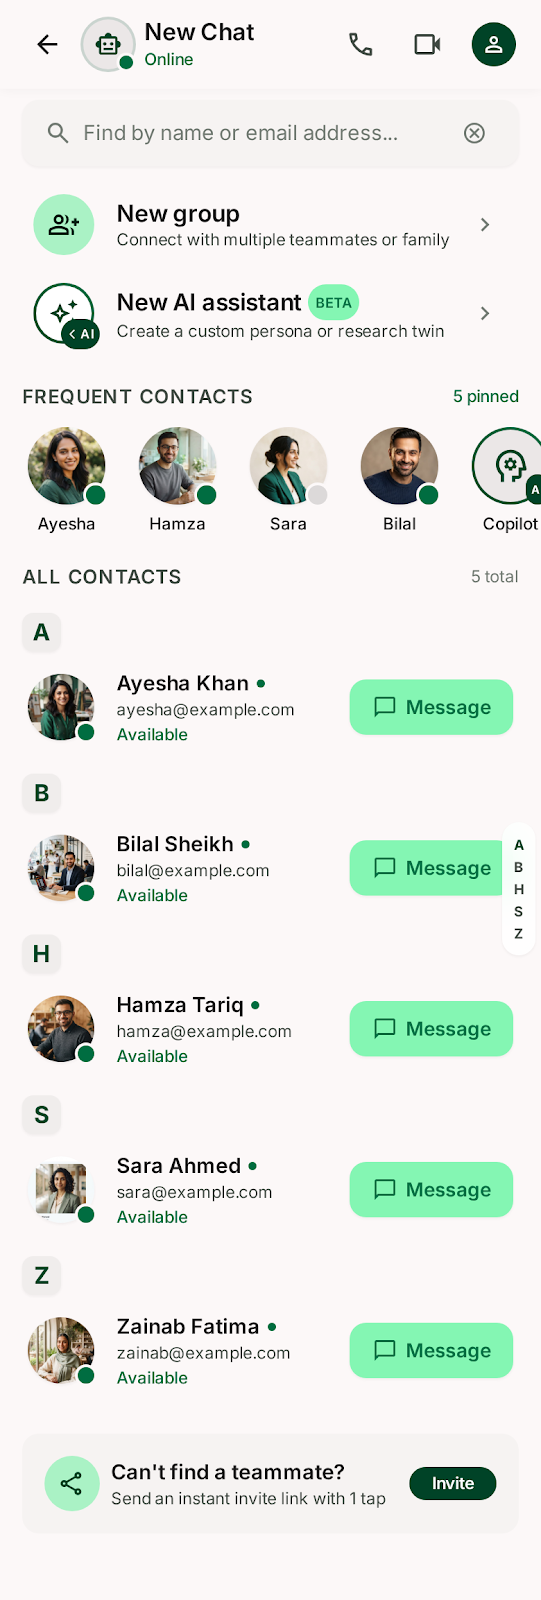 New Chat
Online
Find by name or email address...
New group
Connect with multiple teammates or family
New AI assistant BETA
< AI
Create a custom persona or research twin
FREQUENT CONTACTS 5 pinned
A
Ayesha Hamza Sara Bilal Copilot
ALL CONTACTS 5 total
A
Ayesha Khan
ayesha@example.com
Available
Message
B
Bilal Sheikh
bilal@example.com
Available
Message
A
B
H
S
Z
H
Hamza Tariq
hamza@example.com
Available
Message
S
Sara Ahmed
sara@example.com
Available
Message
Z
Zainab Fatima
zainab@example.com
Available
Message
Can't find a teammate?
Send an instant invite link with 1 tap
Invite